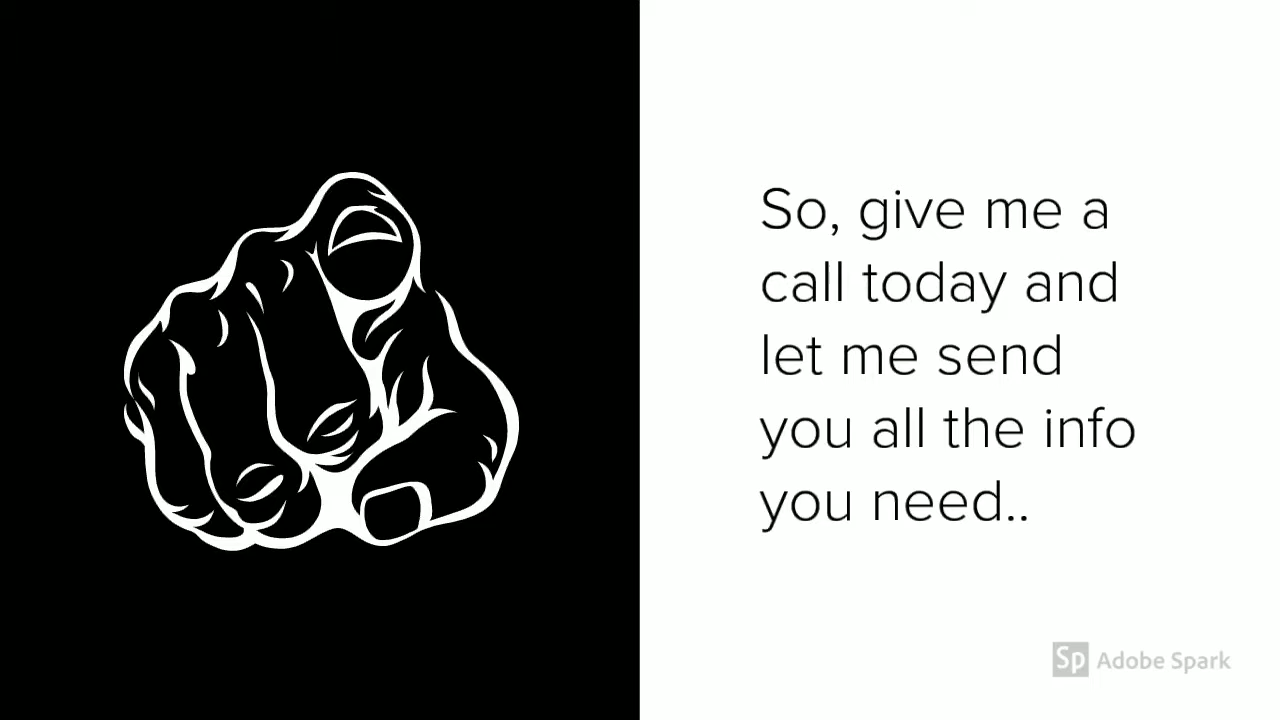 So, give me a
call today and
let me send
you all the info
you need..
Sp Adobe Spark